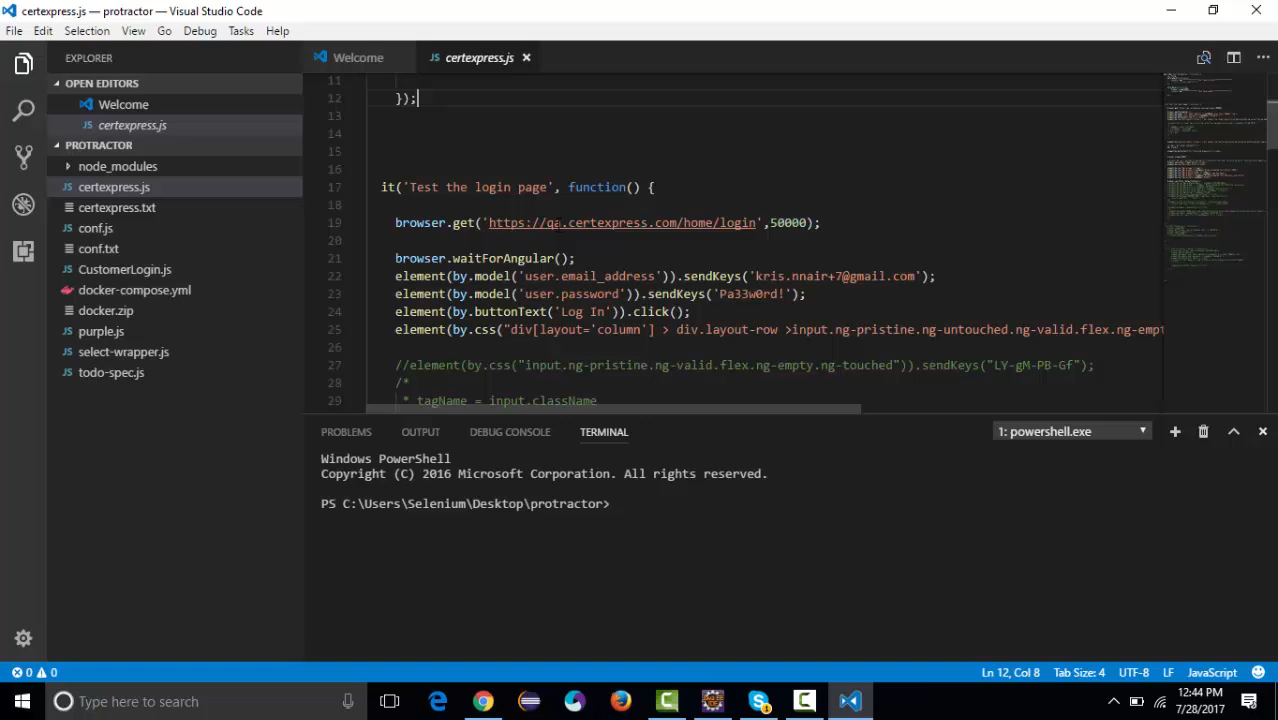 certexpress.js — protractor — Visual Studio Code
File Edit Selection View Go Debug Tasks Help
EXPLORER
OPEN EDITORS
Welcome
certexpress.js
PROTRACTOR
node_modules
certexpress.js
certexpress.txt
conf.js
conf.txt
CustomerLogin.js
docker-compose.yml
docker.zip
purple.js
select-wrapper.js
todo-spec.js
Welcome
JS certexpress.js
11
12 });
13
14
15
16
17 it('Test the login page', function() {
18
19 browser.get('https://qa.certexpress.com/home/login',50000);
20
21 browser.waitForAngular();
22 element(by.model('user.email_address')).sendKeys('kris.nnair+7@gmail.com');
23 element(by.model('user.password')).sendKeys('Pa33w0rd!');
24 element(by.buttonText('Log In')).click();
25 element(by.css("div[layout='column'] > div.layout-row >input.ng-pristine.ng-untouched.ng-valid.flex.ng-empt
26
27 //element(by.css("input.ng-pristine.ng-valid.flex.ng-empty.ng-touched")).sendKeys("LY-gM-PB-Gf");
28 /*
29 * tagName = input.className
PROBLEMS OUTPUT DEBUG CONSOLE TERMINAL 1: powershell.exe
Windows PowerShell
Copyright (C) 2016 Microsoft Corporation. All rights reserved.
PS C:\Users\Selenium\Desktop\protractor>
0 0 Ln 12, Col 8 Tab Size: 4 UTF-8 LF JavaScript
Type here to search
12:44 PM
7/28/2017